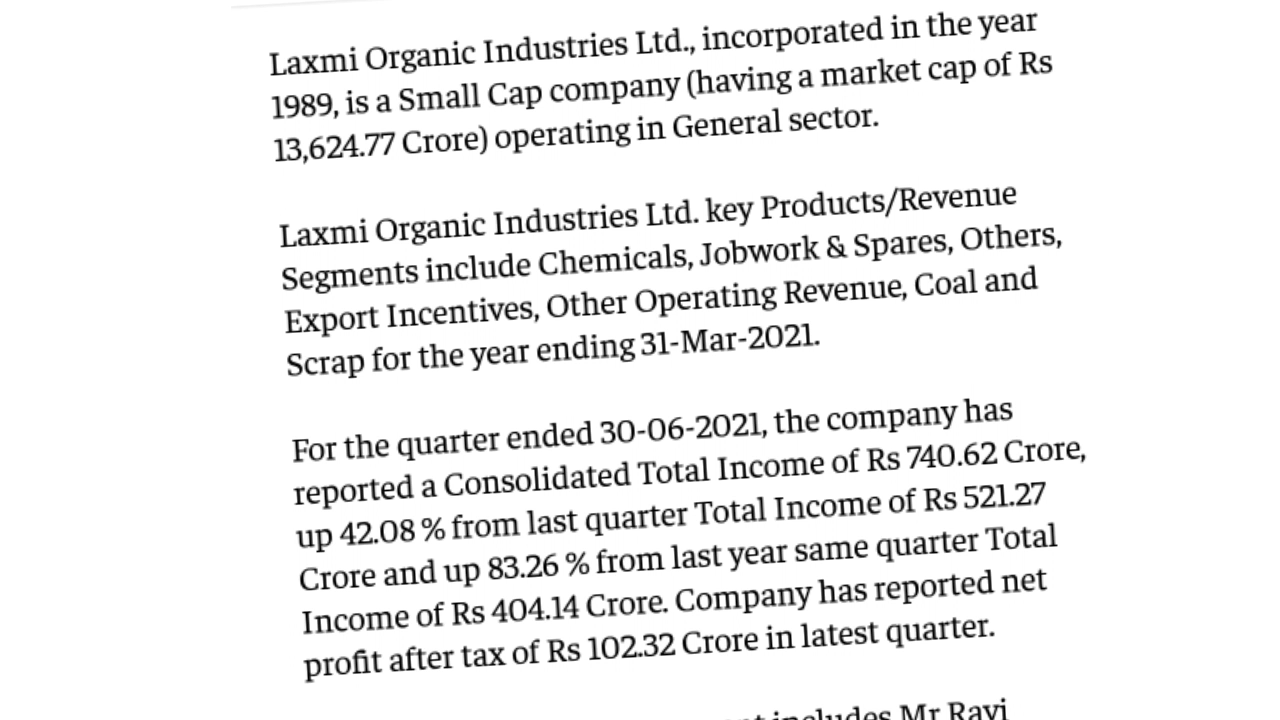 Laxmi Organic Industries Ltd., incorporated in the year
1989, is a Small Cap company (having a market cap of Rs
13,624.77 Crore) operating in General sector.
Laxmi Organic Industries Ltd. key Products/Revenue
Segments include Chemicals, Jobwork & Spares, Others,
Export Incentives, Other Operating Revenue, Coal and
Scrap for the year ending 31-Mar-2021.
For the quarter ended 30-06-2021, the company has
reported a Consolidated Total Income of Rs 740.62 Crore,
up 42.08 % from last quarter Total Income of Rs 521.27
Crore and up 83.26 % from last year same quarter Total
Income of Rs 404.14 Crore. Company has reported net
profit after tax of Rs 102.32 Crore in latest quarter.
includes Mr Ravi